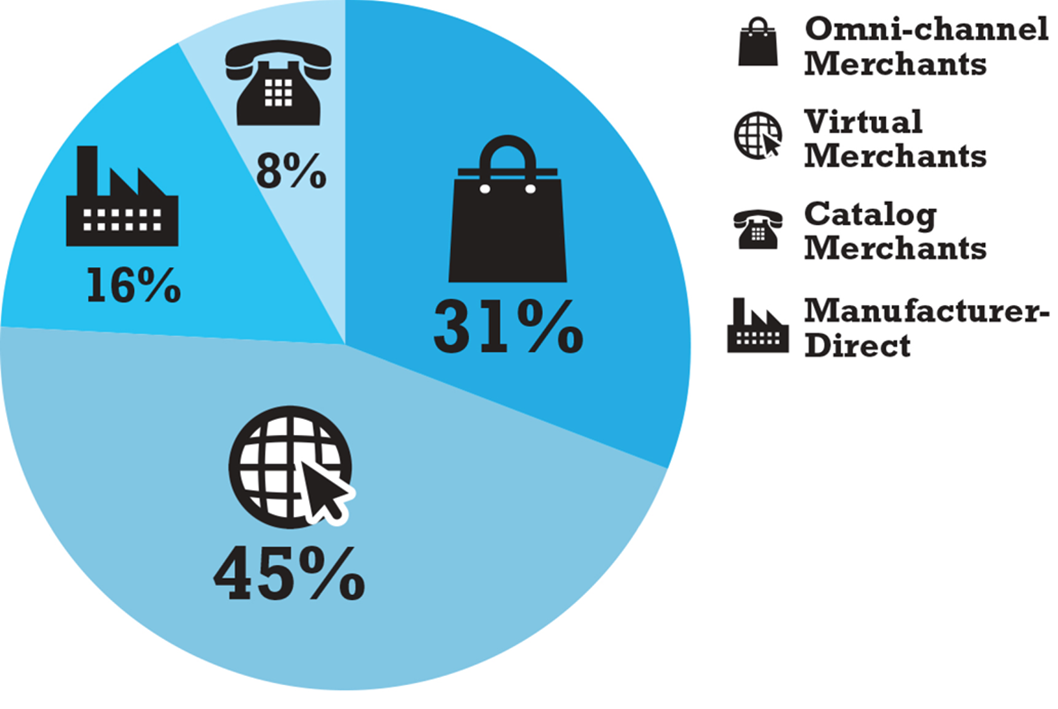 8%
16%
31%
45%
Omni-channel
Merchants
Virtual
Merchants
Catalog
Merchants
Manufacturer-
Direct